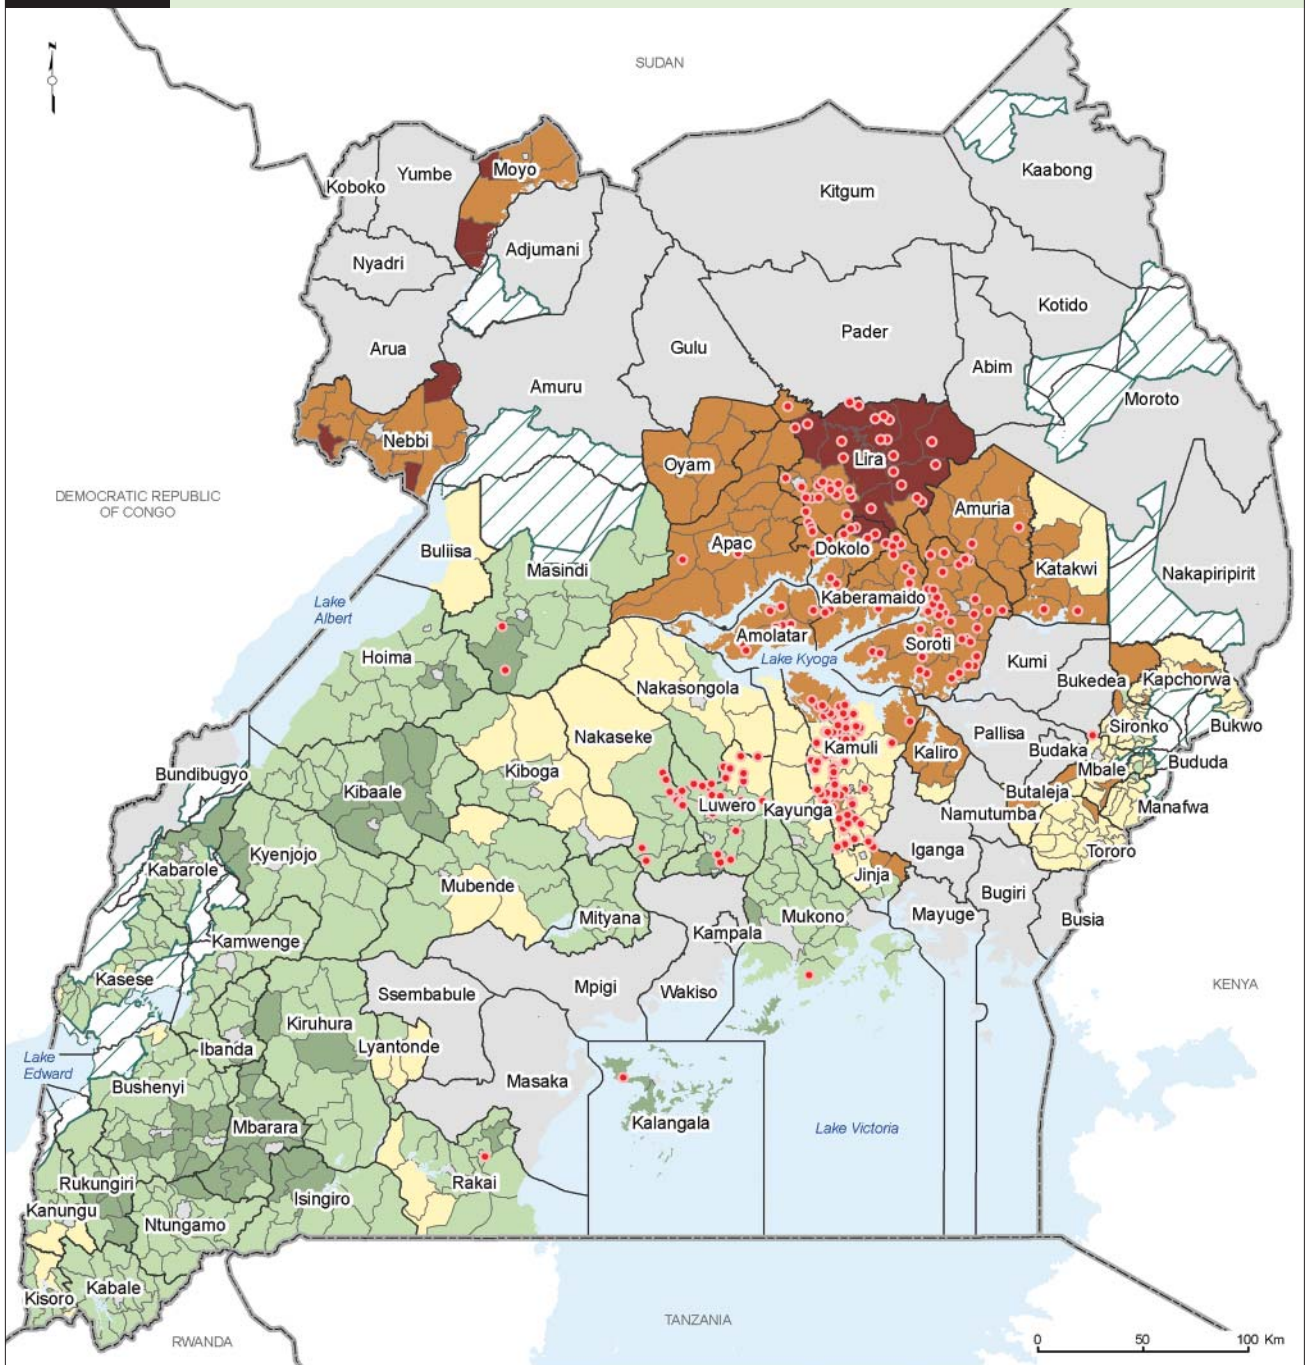 N
SUDAN
Kaabong
Koboko
Yumbe
Moyo
Kitgum
Nyadri
Adjumani
Kotido
Arua
Gulu
Pader
Abim
Amuru
Moroto
Nebbi
Oyam
Lira
DEMOCRATIC REPUBLIC
OF CONGO
Amuria
Buliisa
Masindi
Apac
Dokolo
Katakwi
Nakapiripirit
Lake
Albert
Kaberamaido
Amolatar
Soroti
Hoima
Lake Kyoga
Kumi
Bukedea
Kapchorwa
Nakasongola
Sironko
Bukwo
Nakaseke
Kamuli
Kaliro
Pallisa
Budaka
Bududa
Bundibugyo
Kiboga
Mbale
Kibaale
Butaleja
Luwero
Kayunga
Manafwa
Namutumba
Kyenjojo
Iganga
Tororo
Kabarole
Jinja
Mubende
Bugiri
Mityana
Mukono
Mayuge
Busia
Kamwenge
Kampala
Kasese
Ssembabule
Mpigi
Wakiso
KENYA
Kiruhura
Ibanda
Lyantonde
Lake
Edward
Bushenyi
Masaka
Mbarara
Kalangala
Lake Victoria
Rukungiri
Rakai
Isingiro
Kanungu
Ntungamo
Kabale
Kisoro
TANZANIA
RWANDA
0 50 100 Km